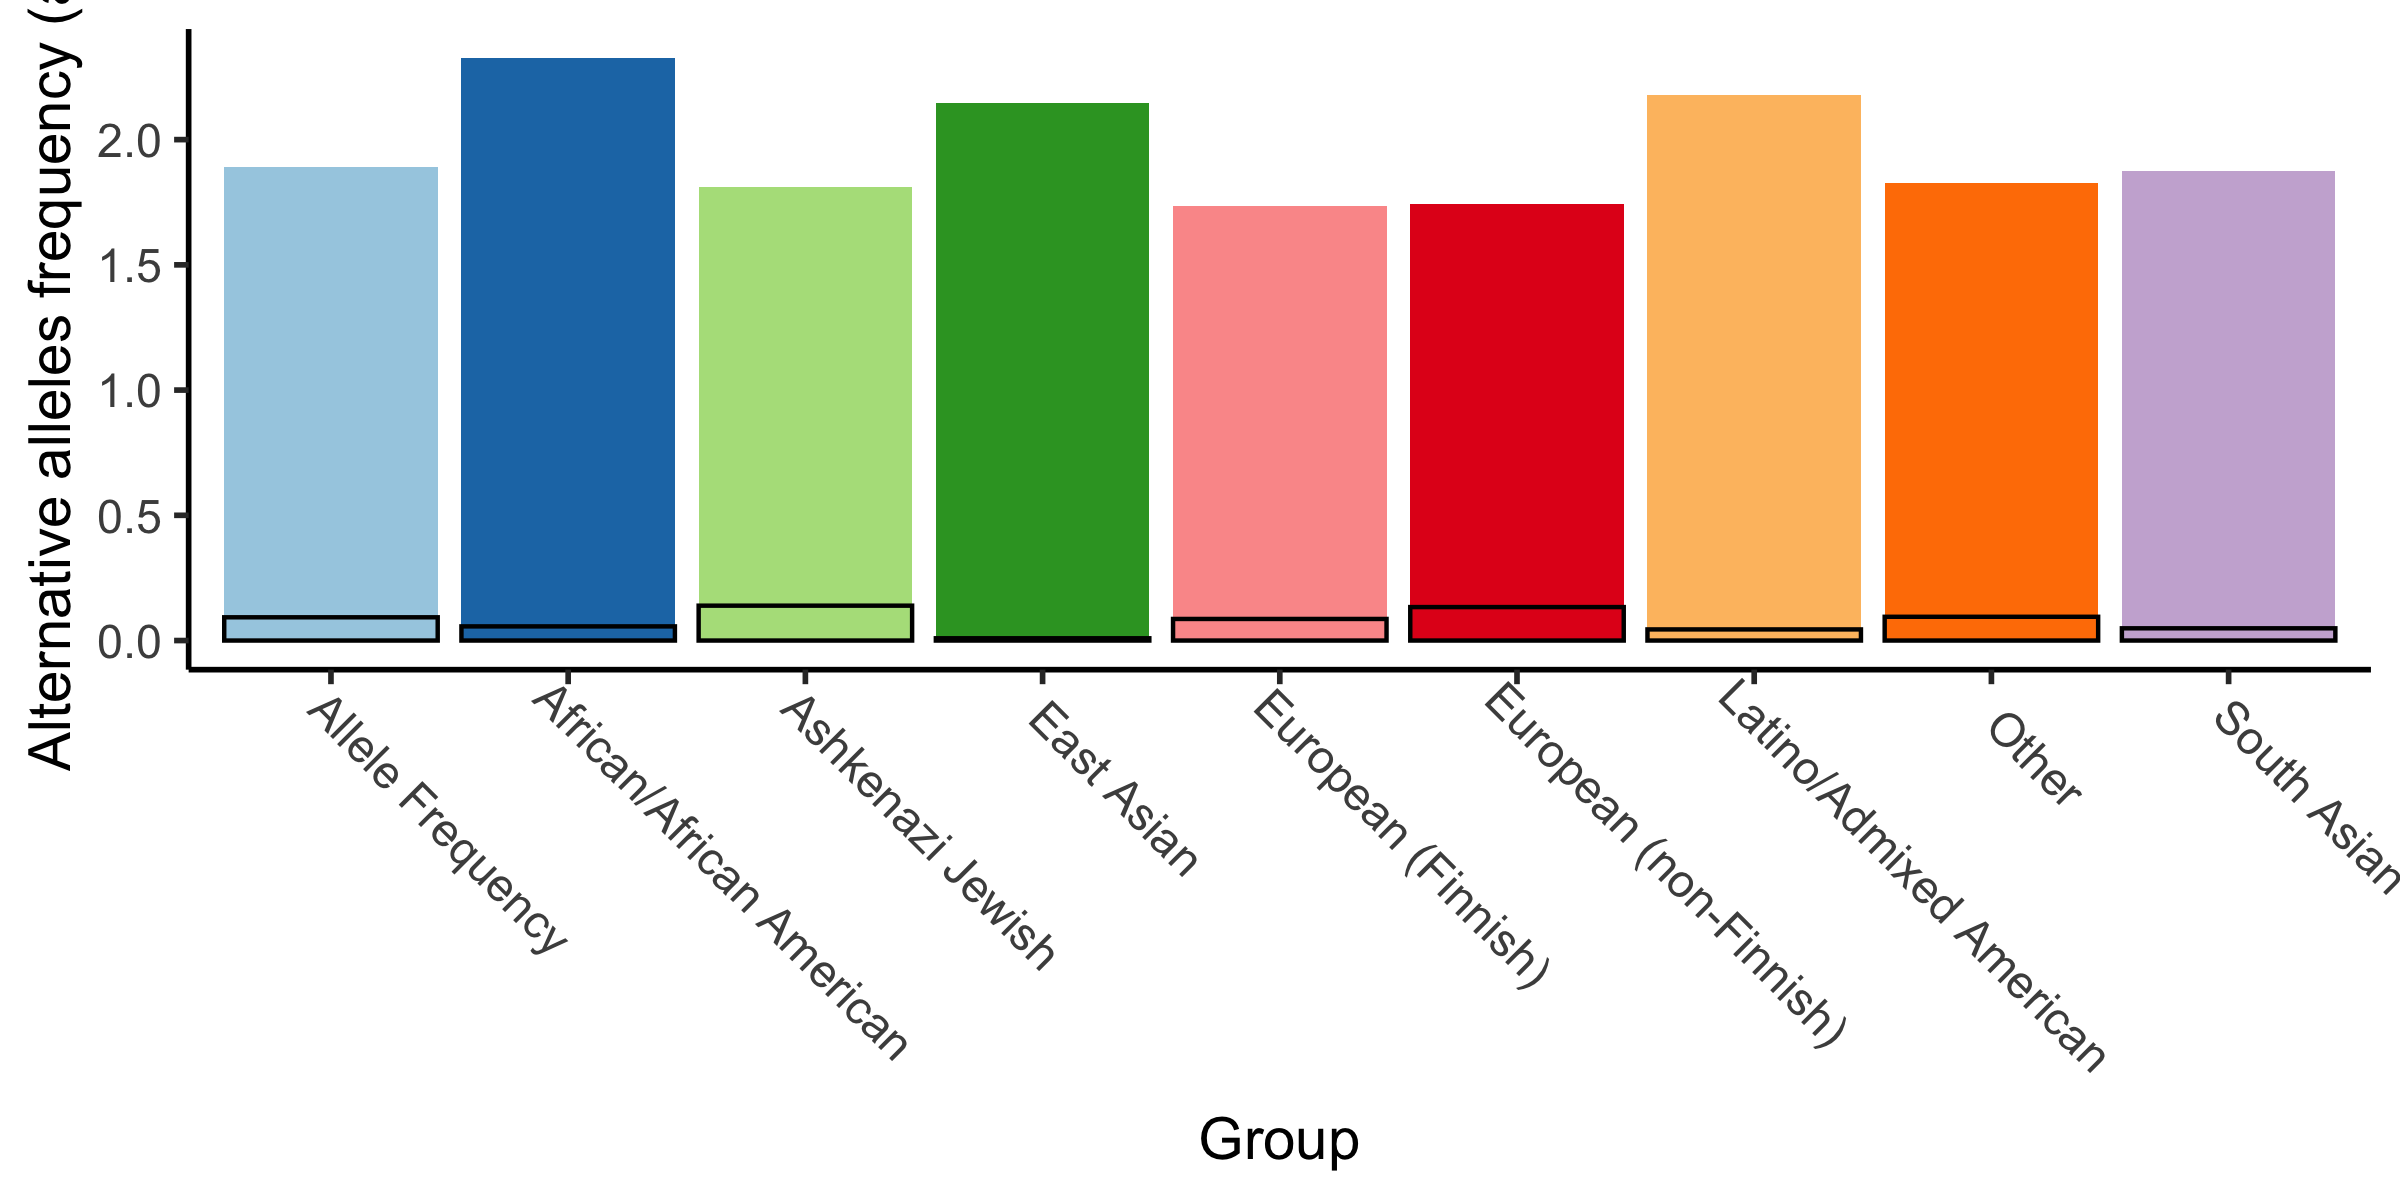 Alternative alleles frequency (
2.0
1.5
1.0
0.5
0.0
Allele Frequency
African/African American
Ashkenazi Jewish
East Asian
European (Finnish)
European (non-Finnish)
Latino/Admixed American
Other
South Asian
Group